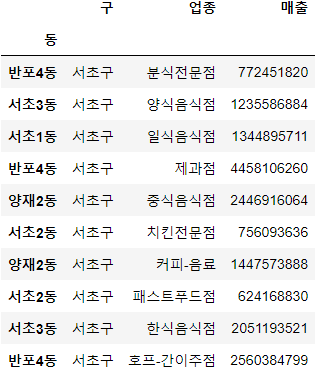 구 업종 매출
동
반포4동 서초구 분식전문점 772451820
서초3동 서초구 양식음식점 1235586884
서초1동 서초구 일식음식점 1344895711
반포4동 서초구 제과점 4458106260
양재2동 서초구 중식음식점 2446916064
서초2동 서초구 치킨전문점 756093636
양재2동 서초구 커피-음료 1447573888
서초2동 서초구 패스트푸드점 624168830
서초3동 서초구 한식음식점 2051193521
반포4동 서초구 호프-간이주점 2560384799